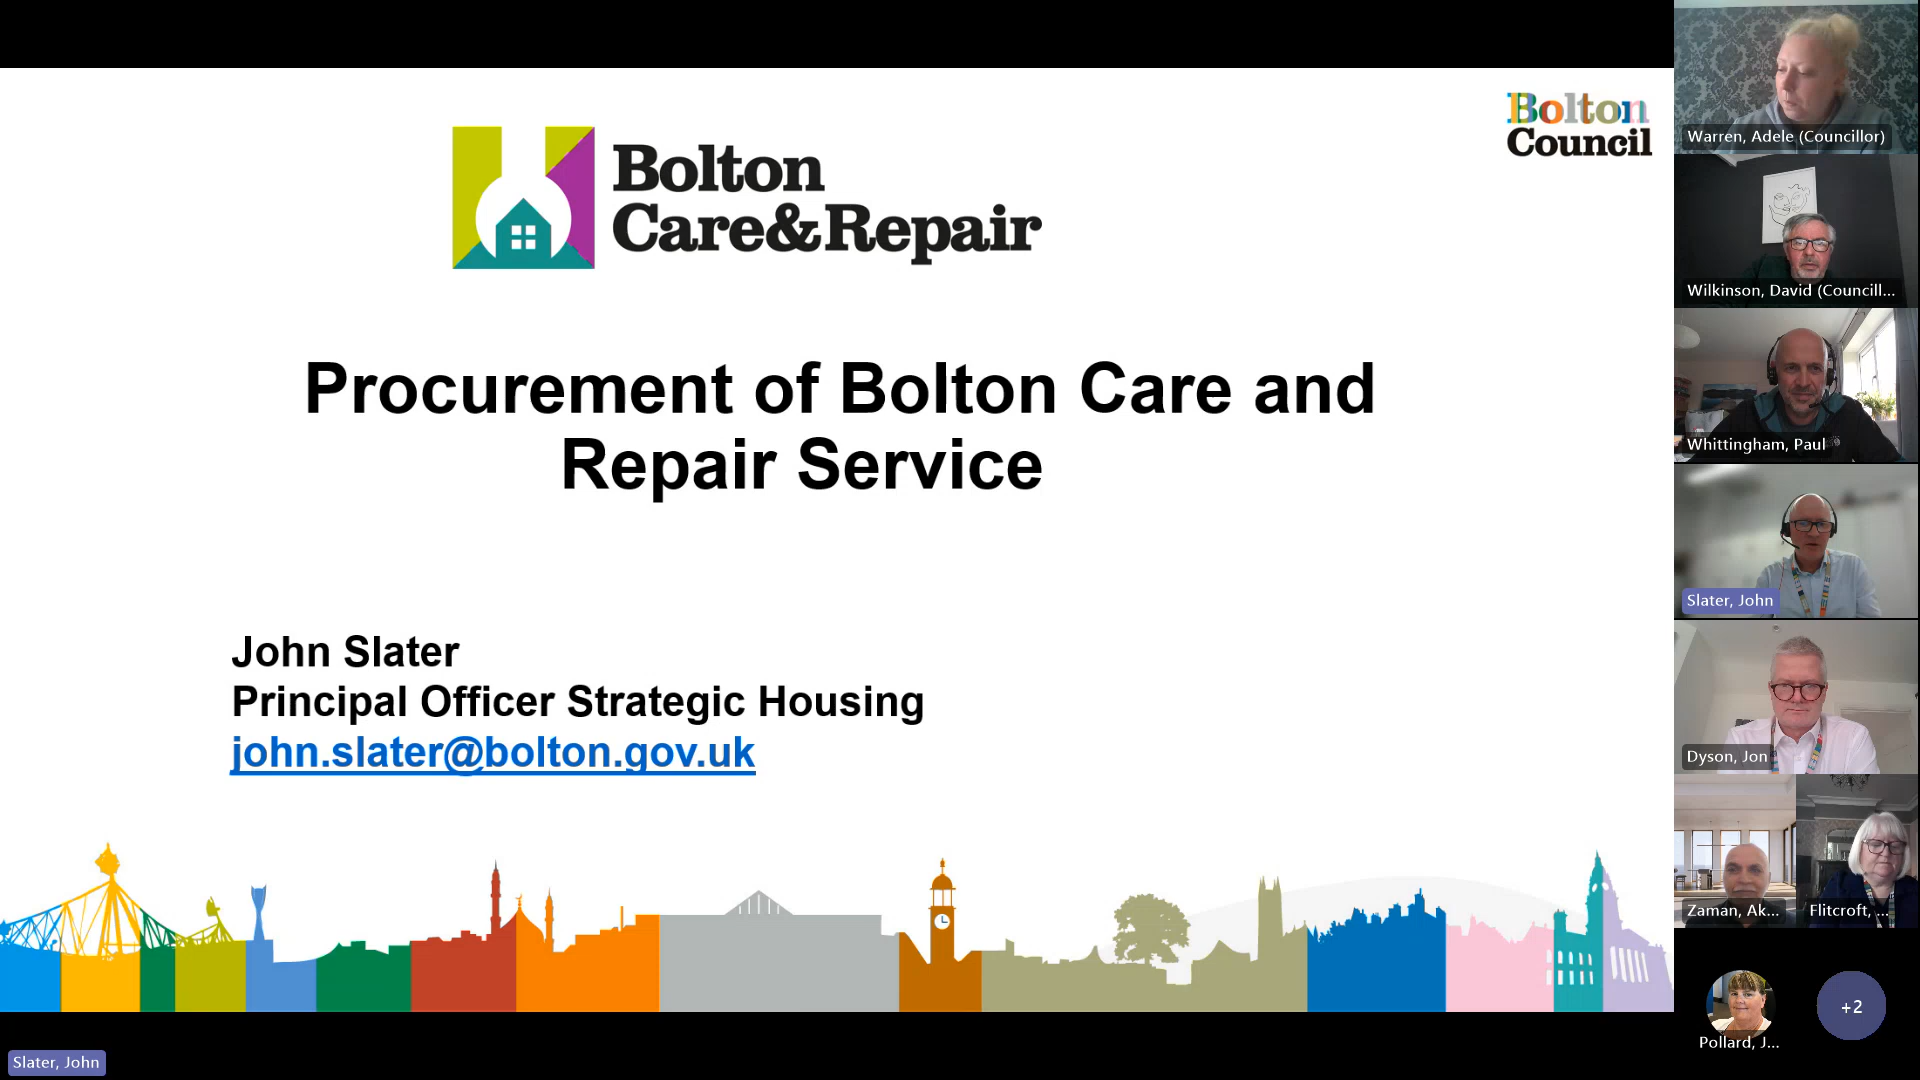 Bolton
Council
Bolton
Care&Repair
Procurement of Bolton Care and
Repair Service
John Slater
Principal Officer Strategic Housing
john.slater@bolton.gov.uk
Slater, John
Warren, Adele (Councillor)
Wilkinson, David (Councill...
Whittingham, Paul
Slater, John
Dyson, Jon
Zaman, Ak...
Flitcroft, ...
Pollard, J...
+2